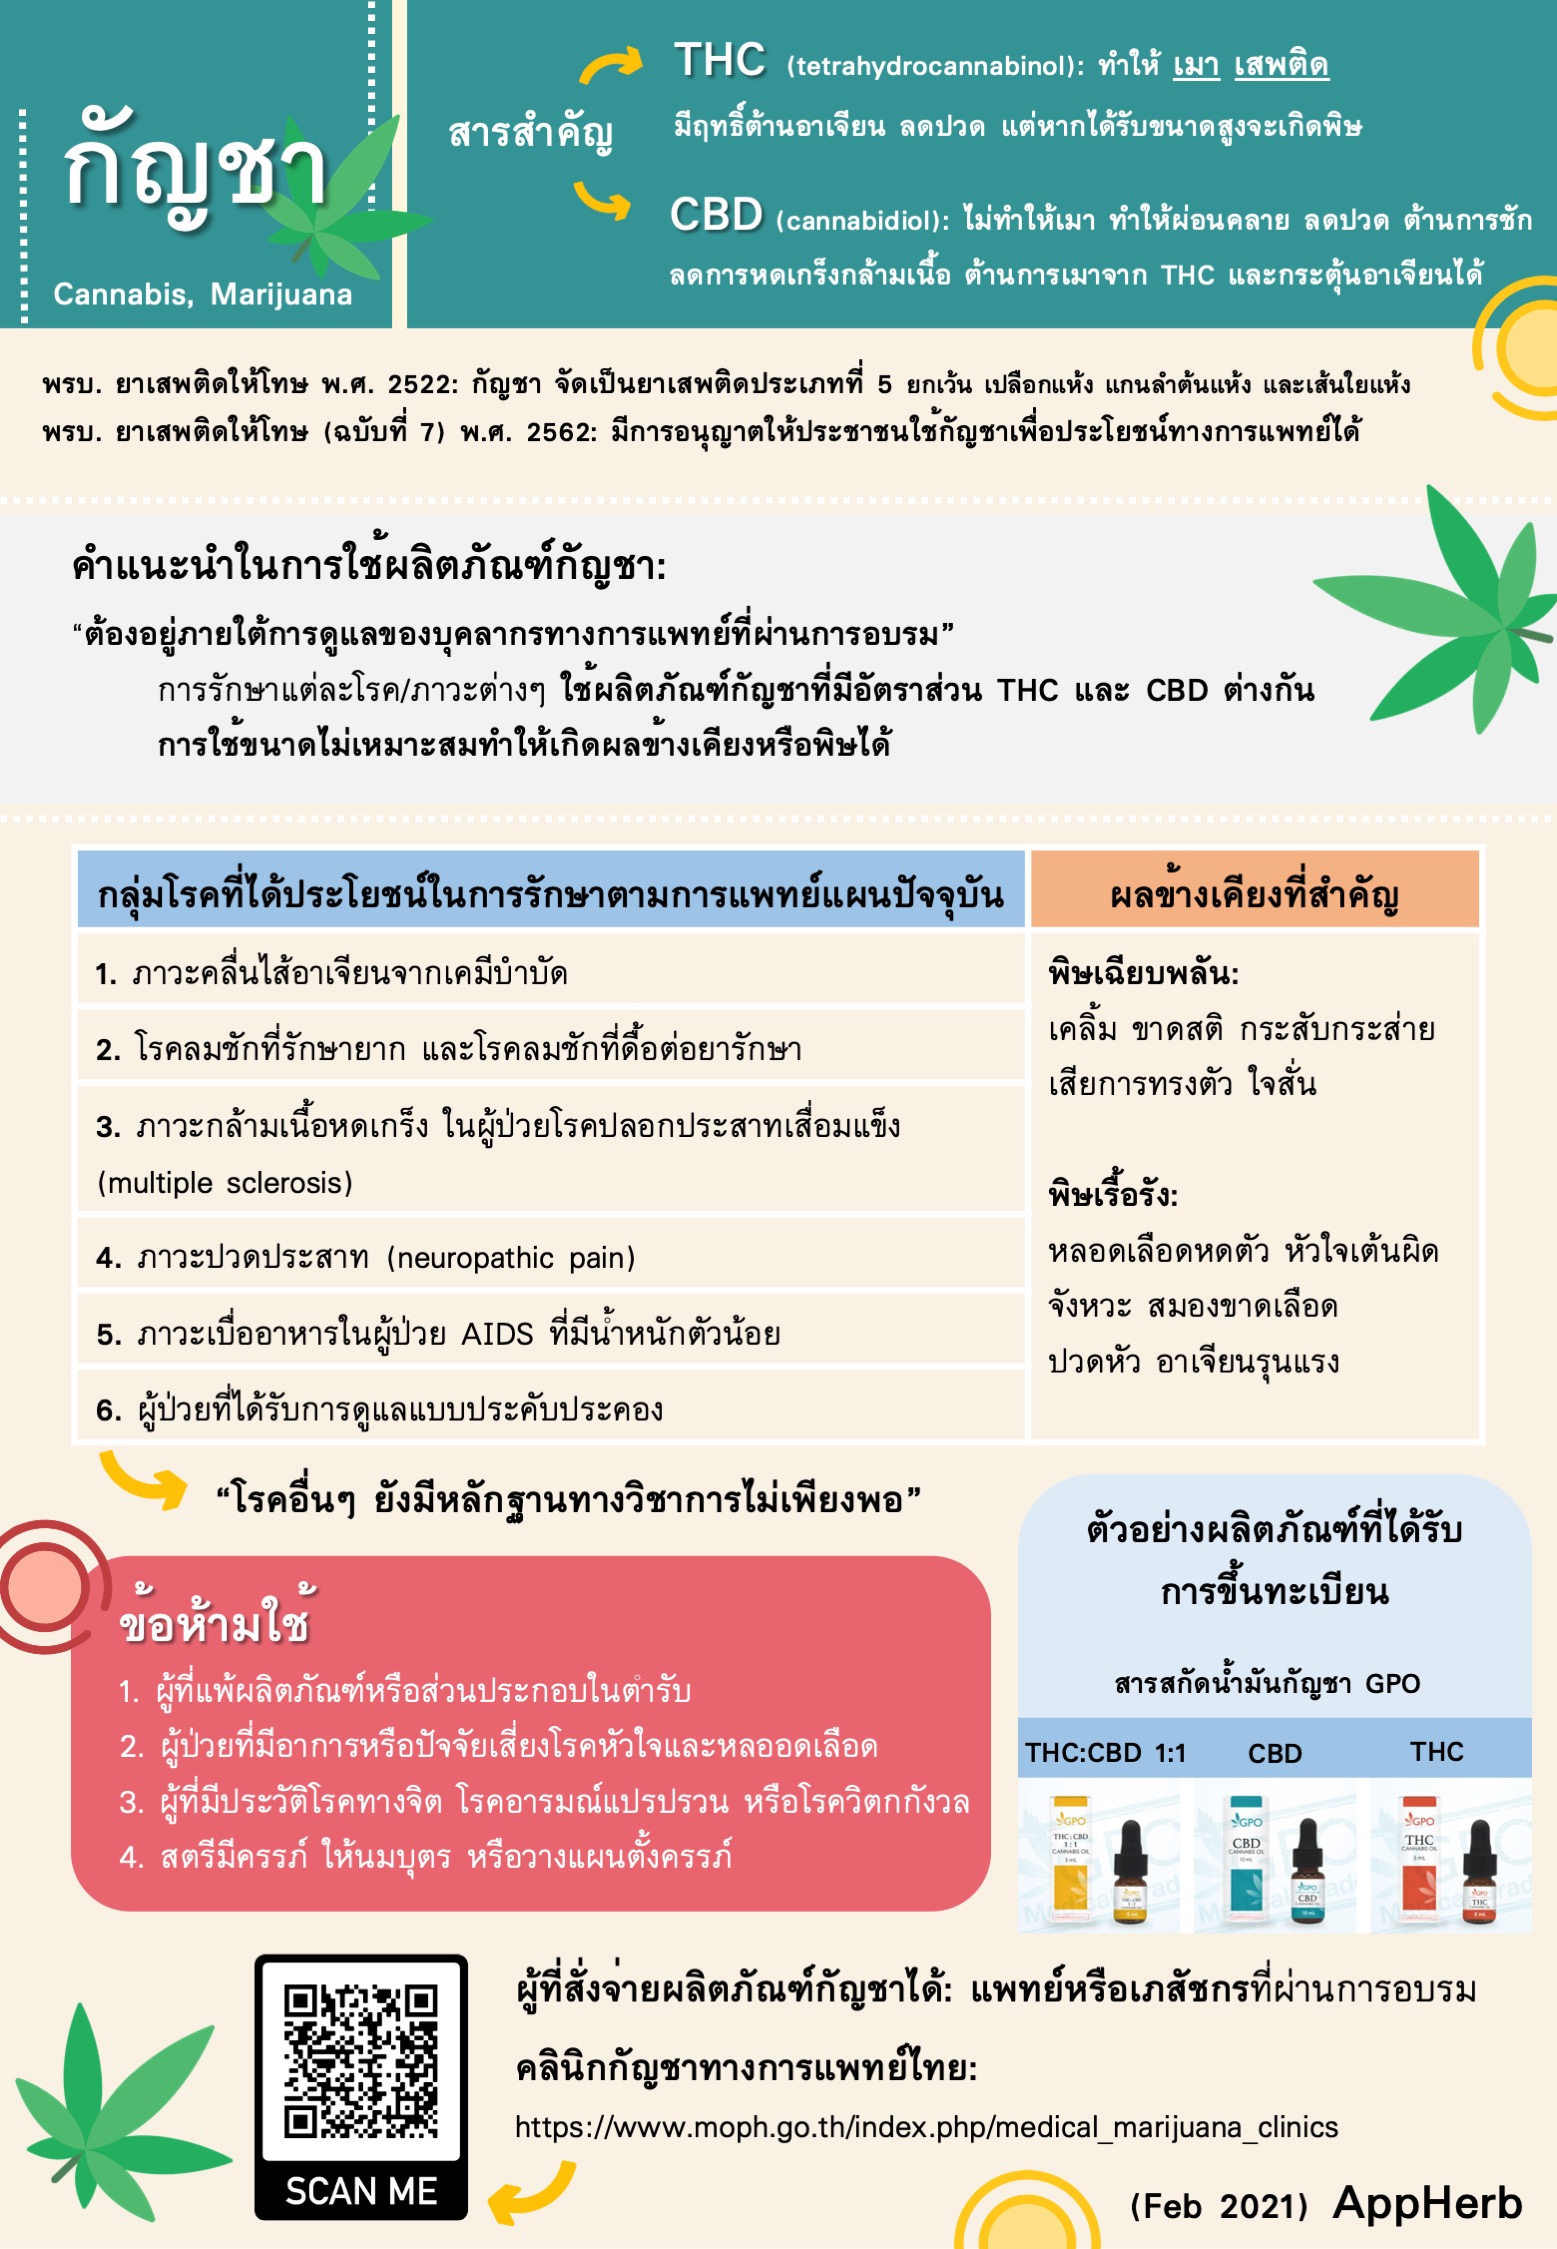 กัญชา
Cannabis, Marijuana
สารสำคัญ
THC (tetrahydrocannabinol): ทำให้ เมา เสพติด
มีฤทธิ์ต้านอาเจียน ลดปวด แต่หากได้รับขนาดสูงจะเกิดพิษ
CBD (cannabidiol): ไม่ทำให้เมา ทำให้ผ่อนคลาย ลดปวด ต้านการชัก
ลดการหดเกร็งกล้ามเนื้อ ต้านการเมาจาก THC และกระตุ้นอาเจียนได้
พรบ. ยาเสพติดให้โทษ พ.ศ. 2522: กัญชา จัดเป็นยาเสพติดประเภทที่ 5 ยกเว้น เปลือกแห้ง แกนลำต้นแห้ง และเส้นใยแห้ง
พรบ. ยาเสพติดให้โทษ (ฉบับที่ 7) พ.ศ. 2562: มีการอนุญาตให้ประชาชนใช้กัญชาเพื่อประโยชน์ทางการแพทย์ได้
คำแนะนำในการใช้ผลิตภัณฑ์กัญชา:
“ต้องอยู่ภายใต้การดูแลของบุคลากรทางการแพทย์ที่ผ่านการอบรม”
การรักษาแต่ละโรค/ภาวะต่างๆ ใช้ผลิตภัณฑ์กัญชาที่มีอัตราส่วน THC และ CBD ต่างกัน
การใช้ขนาดไม่เหมาะสมทำให้เกิดผลข้างเคียงหรือพิษได้
กลุ่มโรคที่ได้ประโยชน์ในการรักษาตามการแพทย์แผนปัจจุบัน
1. ภาวะคลื่นไส้อาเจียนจากเคมีบำบัด
2. โรคลมชักที่รักษายาก และโรคลมชักที่ดื้อต่อยารักษา
3. ภาวะกล้ามเนื้อหดเกร็ง ในผู้ป่วยโรคปลอกประสาทเสื่อมแข็ง
(multiple sclerosis)
4. ภาวะปวดประสาท (neuropathic pain)
5. ภาวะเบื่ออาหารในผู้ป่วย AIDS ที่มีน้ำหนักตัวน้อย
6. ผู้ป่วยที่ได้รับการดูแลแบบประคับประคอง
ผลข้างเคียงที่สำคัญ
พิษเฉียบพลัน:
เคลิ้ม ขาดสติ กระสับกระส่าย
เสียการทรงตัว ใจสั่น
พิษเรื้อรัง:
หลอดเลือดหดตัว หัวใจเต้นผิด
จังหวะ สมองขาดเลือด
ปวดหัว อาเจียนรุนแรง
“โรคอื่นๆ ยังมีหลักฐานทางวิชาการไม่เพียงพอ”
ข้อห้ามใช้
1. ผู้ที่แพ้ผลิตภัณฑ์หรือส่วนประกอบในตำรับ
2. ผู้ป่วยที่มีอาการหรือปัจจัยเสี่ยงโรคหัวใจและหลออดเลือด
3. ผู้ที่มีประวัติโรคทางจิต โรคอารมณ์แปรปรวน หรือโรควิตกกังวล
4. สตรีมีครรภ์ ให้นมบุตร หรือวางแผนตั้งครรภ์
ตัวอย่างผลิตภัณฑ์ที่ได้รับ
การขึ้นทะเบียน
สารสกัดน้ำมันกัญชา GPO
THC:CBD 1:1 CBD THC
GPO
THC : CBD
1 : 1
CANNABIS OIL
5 mL
GPO
CBD
CANNABIS OIL
10 mL
GPO
CBD
10 mL
GPO
THC
CANNABIS OIL
5 mL
GPO
THC
5 mL
SCAN ME
ผู้ที่สั่งจ่ายผลิตภัณฑ์กัญชาได้: แพทย์หรือเภสัชกรที่ผ่านการอบรม
คลินิกกัญชาทางการแพทย์ไทย:
https://www.moph.go.th/index.php/medical_marijuana_clinics
(Feb 2021) AppHerb